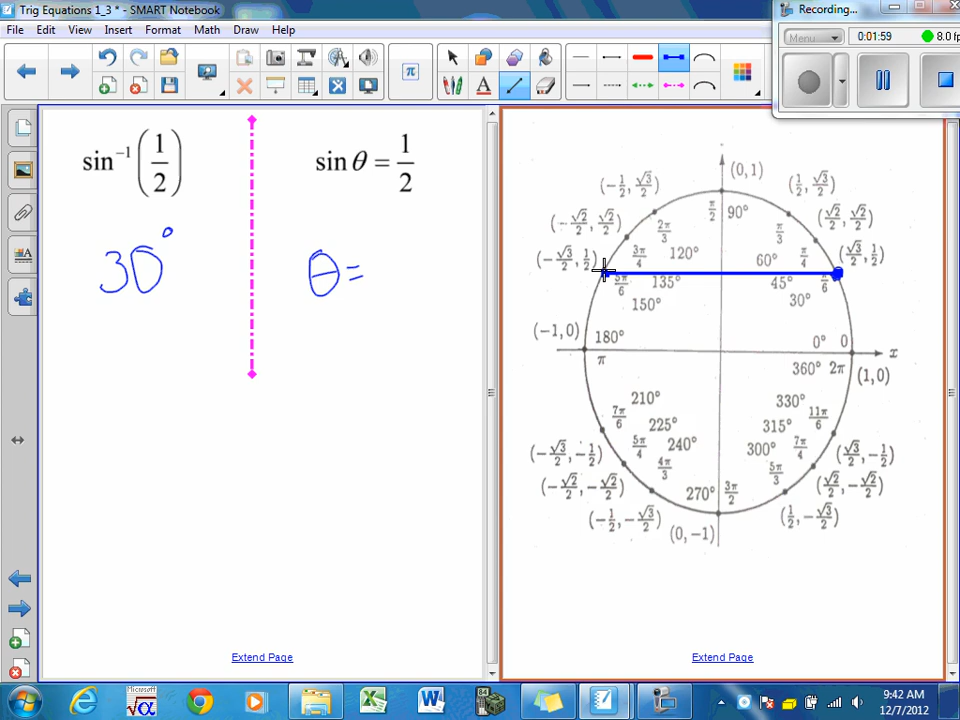 Trig Equations 1_3 * - SMART Notebook
Recording...
File Edit View Insert Format Math Draw Help
Menu 0:01:59 8.0 fp
π A
sin⁻¹(1/2)
sin θ = 1/2
30°
θ =
(0, 1)
(-1/2, √3/2) (1/2, √3/2)
(-√2/2, √2/2) (√2/2, √2/2)
(-√3/2, 1/2) (√3/2, 1/2)
π/2 90°
2π/3 120° 60° π/3
3π/4 135° 45° π/4
5π/6 150° 30° π/6
(-1, 0) 180° 0° 0 x
π 360° 2π (1, 0)
210° 330°
7π/6 225° 315° 11π/6
5π/4 240° 300° 7π/4
4π/3 5π/3
(-√3/2, -1/2) (√3/2, -1/2)
(-√2/2, -√2/2) (√2/2, -√2/2)
270° 3π/2
(-1/2, -√3/2) (1/2, -√3/2)
(0, -1)
Extend Page Extend Page
Microsoft
√α
9:42 AM
12/7/2012